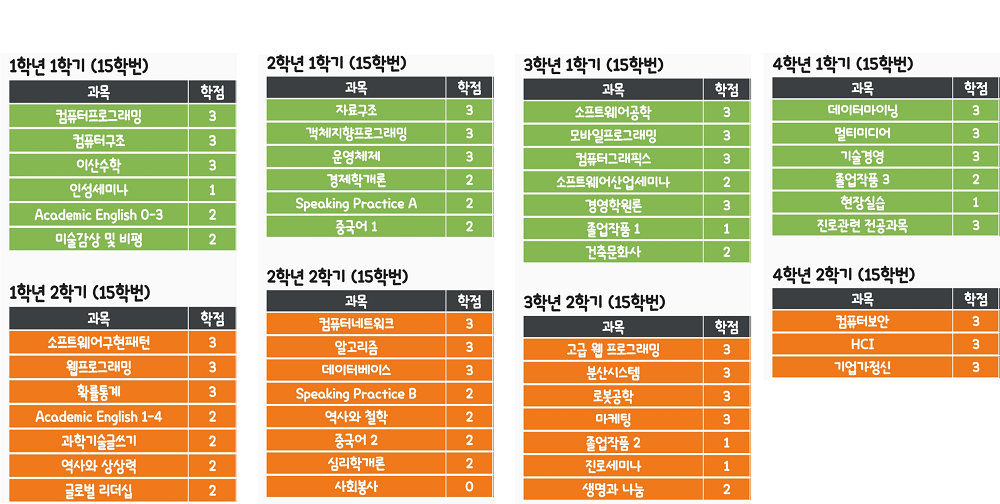 1학년 1학기 (15학번)
과목 학점
컴퓨터프로그래밍 3
컴퓨터구조 3
이산수학 3
인성세미나 1
Academic English 0-3 2
미술감상 및 비평 2
1학년 2학기 (15학번)
과목 학점
소프트웨어구현패턴 3
웹프로그래밍 3
확률통계 3
Academic English 1-4 2
과학기술글쓰기 2
역사와 상상력 2
글로벌 리더십 2
2학년 1학기 (15학번)
과목 학점
자료구조 3
객체지향프로그래밍 3
운영체제 3
경제학개론 2
Speaking Practice A 2
중국어 1 2
2학년 2학기 (15학번)
과목 학점
컴퓨터네트워크 3
알고리즘 3
데이터베이스 3
Speaking Practice B 2
역사와 철학 2
중국어 2 2
심리학개론 2
사회봉사 0
3학년 1학기 (15학번)
과목 학점
소프트웨어공학 3
모바일프로그래밍 3
컴퓨터그래픽스 3
소프트웨어산업세미나 2
경영학원론 3
졸업작품 1 1
건축문화사 2
3학년 2학기 (15학번)
과목 학점
고급 웹 프로그래밍 3
분산시스템 3
로봇공학 3
마케팅 3
졸업작품 2 1
진로세미나 1
생명과 나눔 2
4학년 1학기 (15학번)
과목 학점
데이터마이닝 3
멀티미디어 3
기술경영 3
졸업작품 3 2
현장실습 1
진로관련 전공과목 3
4학년 2학기 (15학번)
과목 학점
컴퓨터보안 3
HCI 3
기업가정신 3